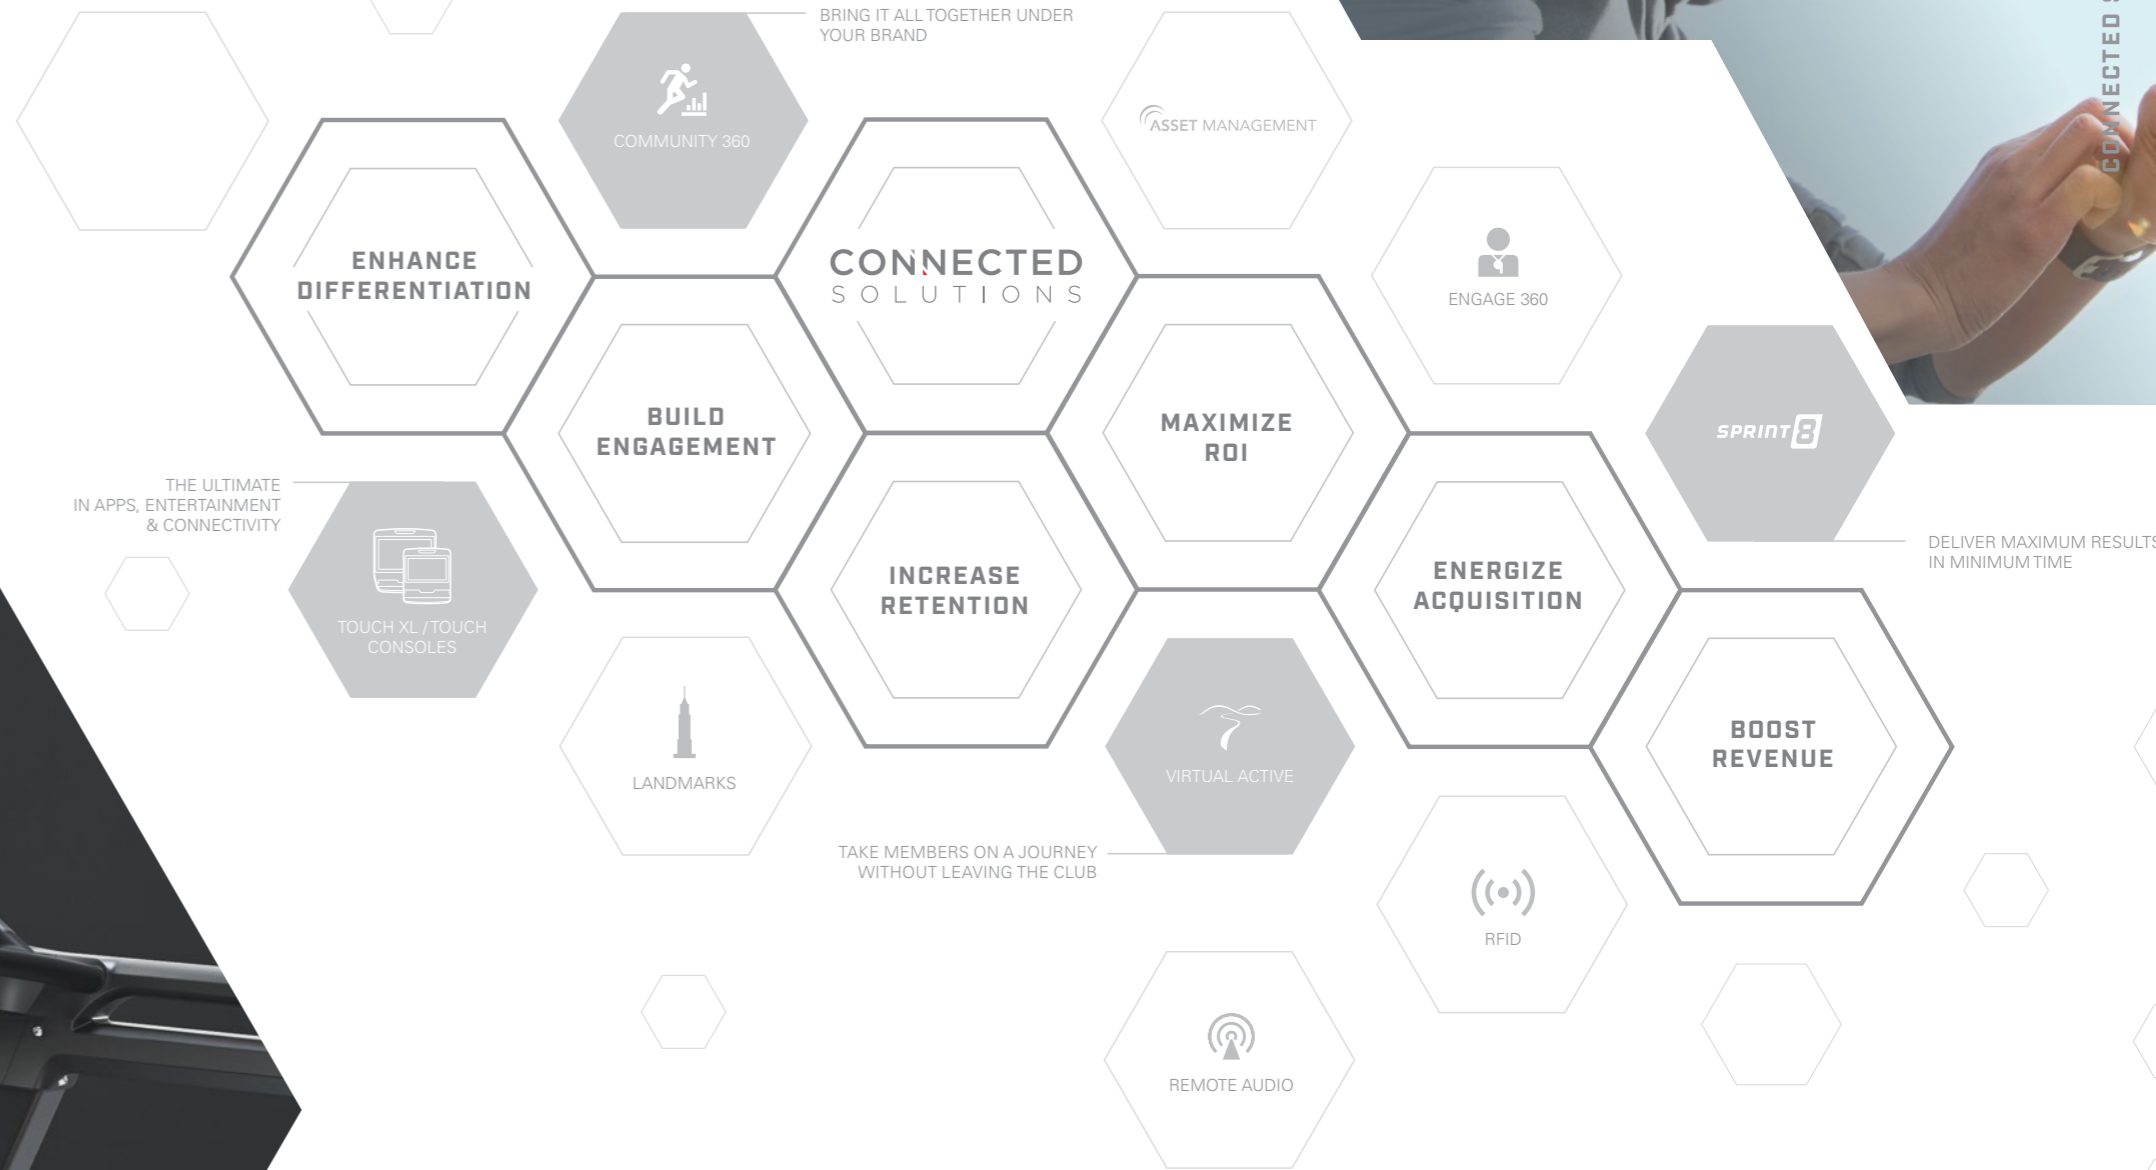 BRING IT ALL TOGETHER UNDER
YOUR BRAND
COMMUNITY 360
ASSET MANAGEMENT
CONNECTED S
ENHANCE
DIFFERENTIATION
CONNECTED
SOLUTIONS
ENGAGE 360
BUILD
ENGAGEMENT
MAXIMIZE
ROI
SPRINT 8
THE ULTIMATE
IN APPS, ENTERTAINMENT
& CONNECTIVITY
DELIVER MAXIMUM RESULTS
IN MINIMUM TIME
TOUCH XL / TOUCH
CONSOLES
INCREASE
RETENTION
ENERGIZE
ACQUISITION
LANDMARKS
VIRTUAL ACTIVE
BOOST
REVENUE
TAKE MEMBERS ON A JOURNEY
WITHOUT LEAVING THE CLUB
RFID
REMOTE AUDIO